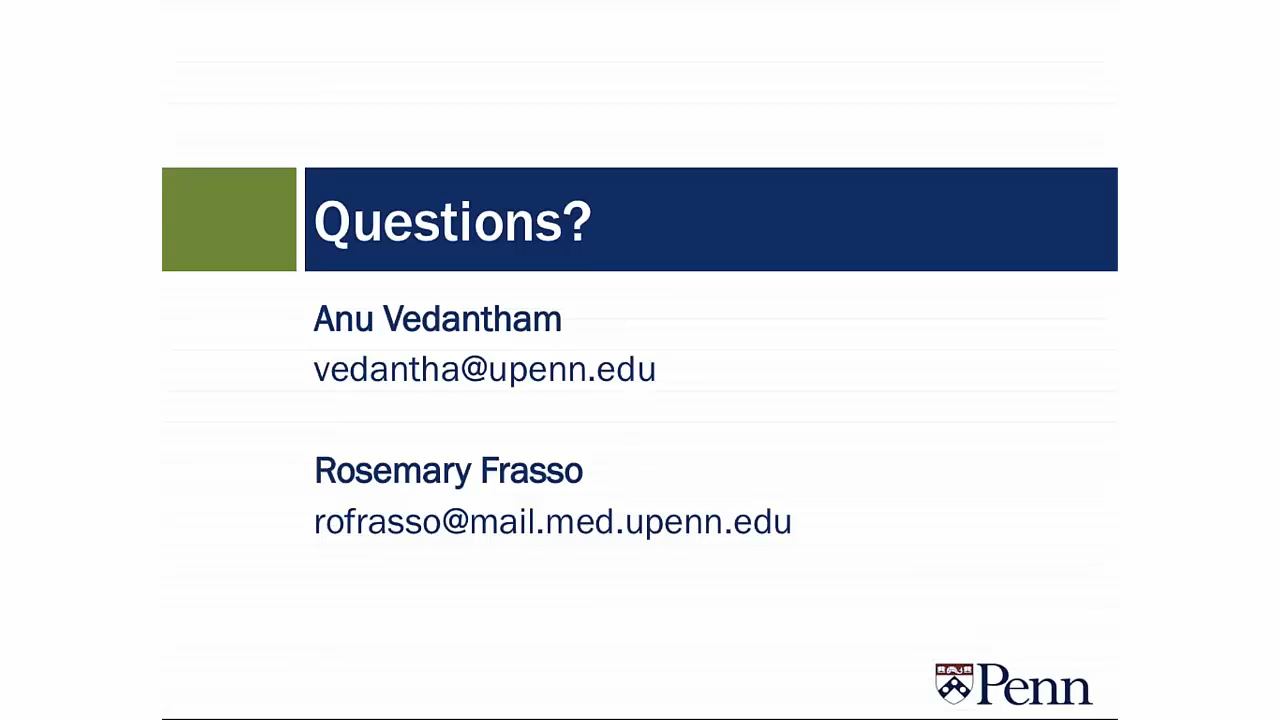 Questions?
Anu Vedantham
vedantha@upenn.edu
Rosemary Frasso
rofrasso@mail.med.upenn.edu
Penn